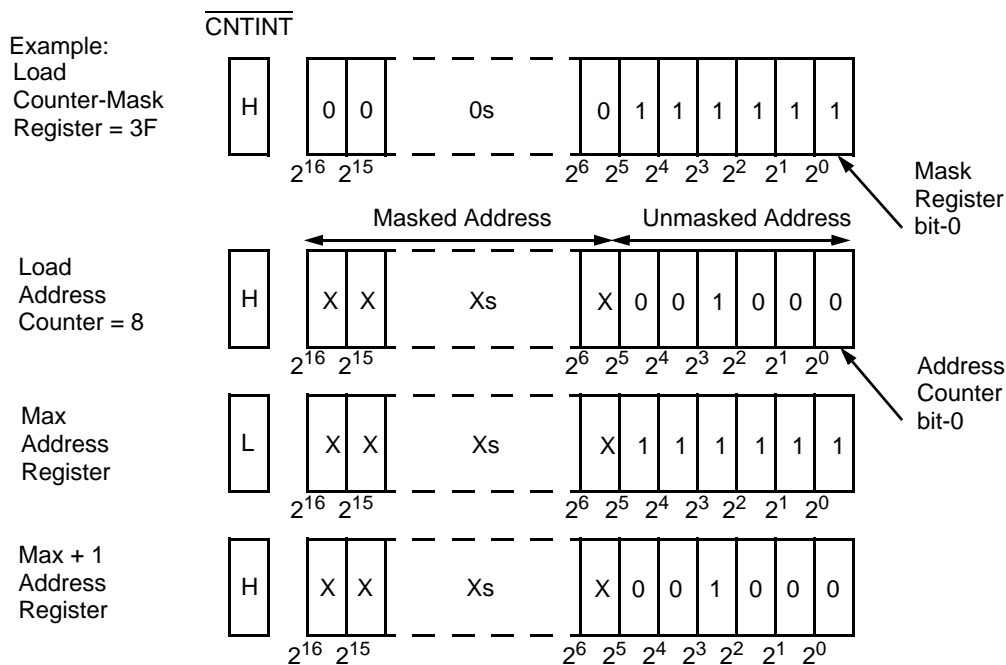 CNTINT
Example:
Load
Counter-Mask
Register = 3F
H
0 0 0s 0 1 1 1 1 1 1
2^16 2^15 2^6 2^5 2^4 2^3 2^2 2^1 2^0
Mask
Register
bit-0
Masked Address Unmasked Address
Load
Address
Counter = 8
H
X X Xs X 0 0 1 0 0 0
2^16 2^15 2^6 2^5 2^4 2^3 2^2 2^1 2^0
Address
Counter
bit-0
Max
Address
Register
L
X X Xs X 1 1 1 1 1 1
2^16 2^15 2^6 2^5 2^4 2^3 2^2 2^1 2^0
Max + 1
Address
Register
H
X X Xs X 0 0 1 0 0 0
2^16 2^15 2^6 2^5 2^4 2^3 2^2 2^1 2^0